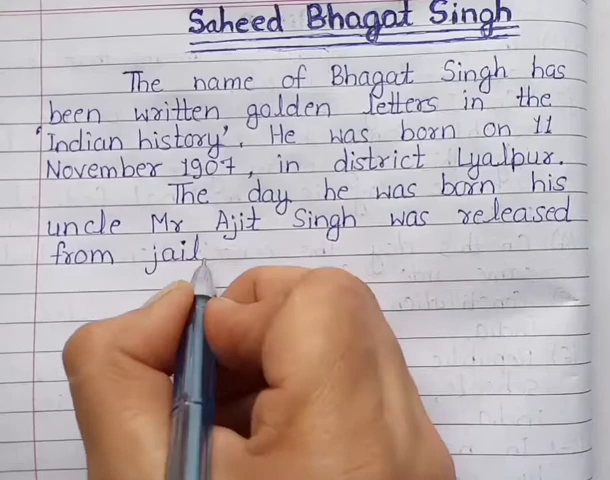 Saheed Bhagat Singh
The name of Bhagat Singh has
been written golden letters in the
'Indian history'. He was born on 11
November 1907, in district Lyalpur.
The day he was born his
uncle Mr Ajit Singh was released
from jail